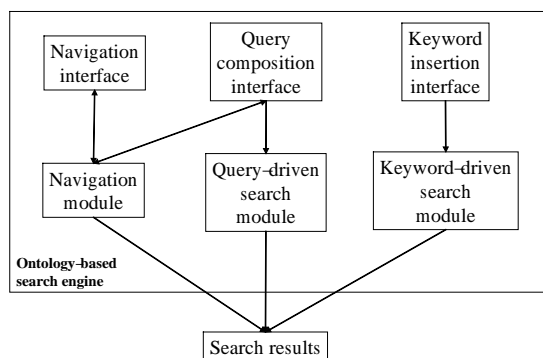 Navigation
interface
Query
composition
interface
Keyword
insertion
interface
Navigation
module
Query-driven
search
module
Keyword-driven
search
module
Ontology-based
search engine
Search results